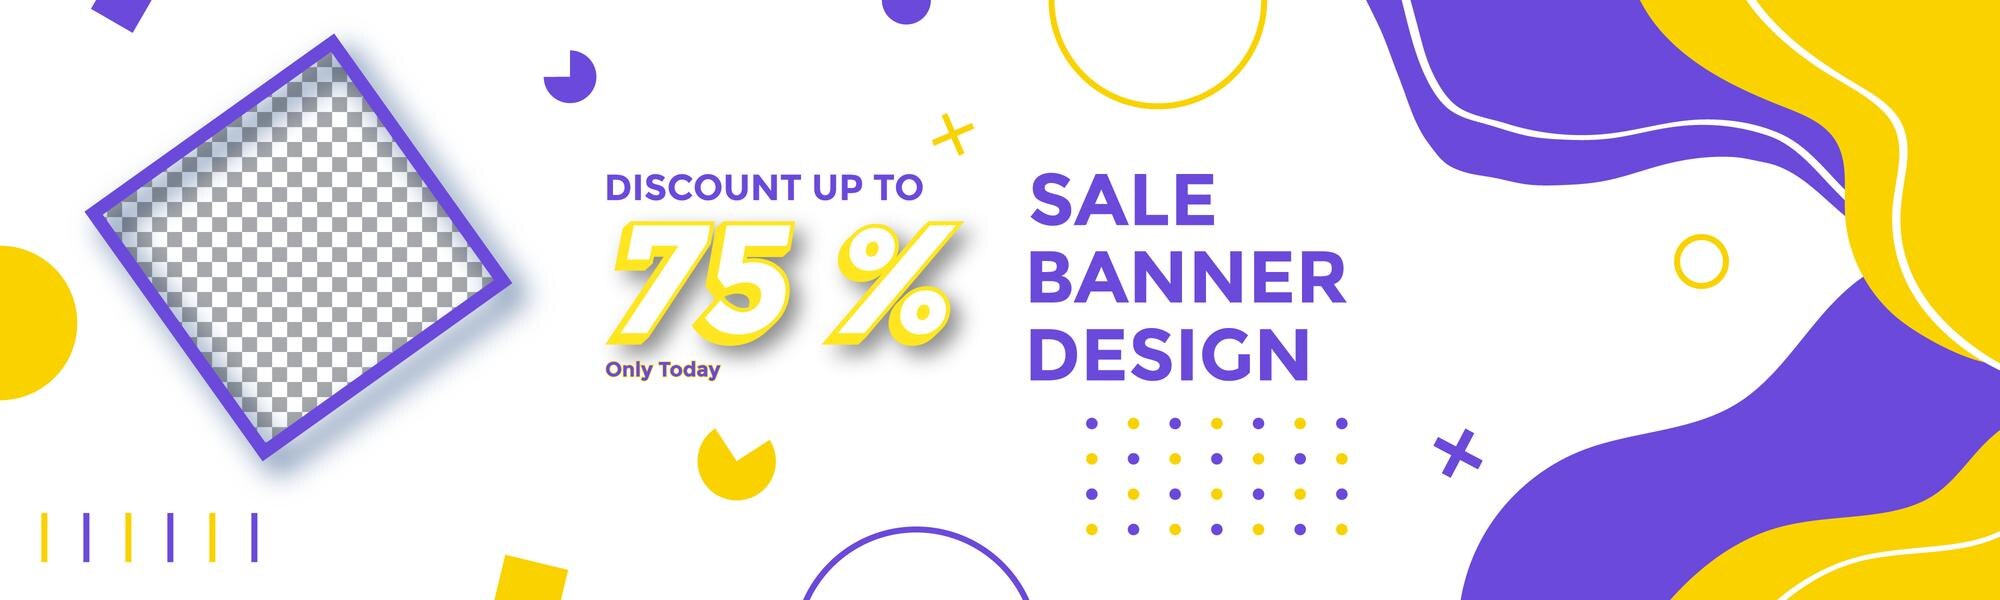 DISCOUNT UP TO
75 %
Only Today
SALE
BANNER
DESIGN